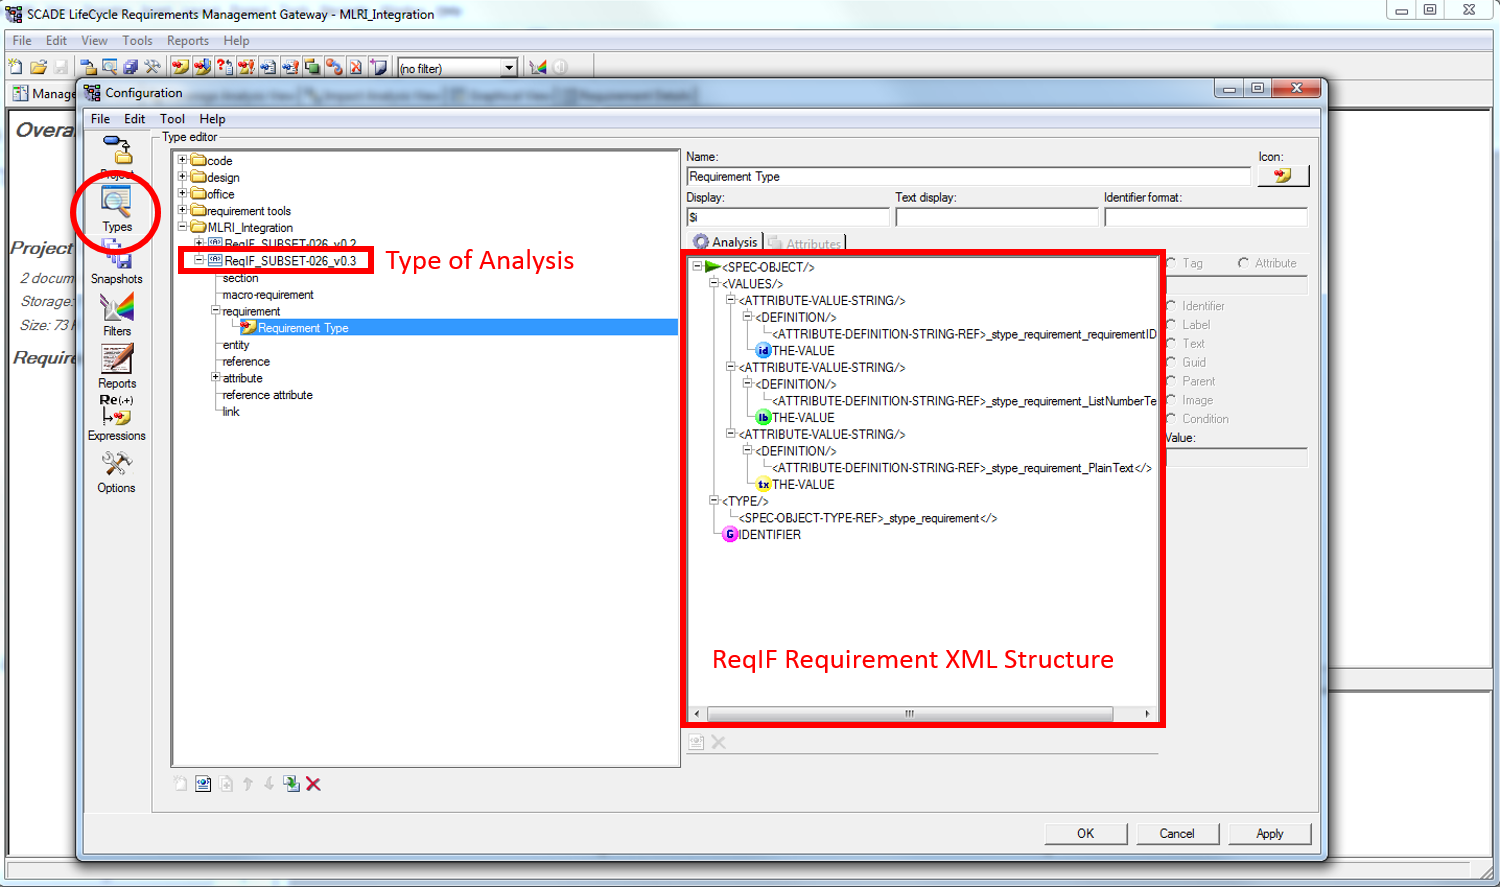 SCADE LifeCycle Requirements Management Gateway - MLRI_Integration
File Edit View Tools Reports Help
(no filter)
Manage
Configuration
File Edit Tool Help
Overa
Project
2 docum
Storage:
Size: 73
Require
Project
Types
Snapshots
Filters
Reports
Re(.+)
Expressions
Options
Type editor
code
design
office
requirement tools
MLRI_Integration
ReqIF_SUBSET-026_v0.2
ReqIF_SUBSET-026_v0.3
Type of Analysis
section
macro-requirement
requirement
Requirement Type
entity
reference
attribute
reference attribute
link
Name:
Icon:
Requirement Type
Display:
Text display:
Identifier format:
$i
Analysis
Attributes
<SPEC-OBJECT/>
<VALUES/>
<ATTRIBUTE-VALUE-STRING/>
<DEFINITION/>
<ATTRIBUTE-DEFINITION-STRING-REF>_stype_requirement_requirementID
id THE-VALUE
<ATTRIBUTE-VALUE-STRING/>
<DEFINITION/>
<ATTRIBUTE-DEFINITION-STRING-REF>_stype_requirement_ListNumberTe
lb THE-VALUE
<ATTRIBUTE-VALUE-STRING/>
<DEFINITION/>
<ATTRIBUTE-DEFINITION-STRING-REF>_stype_requirement_PlainText</>
tx THE-VALUE
<TYPE/>
<SPEC-OBJECT-TYPE-REF>_stype_requirement</>
G IDENTIFIER
ReqIF Requirement XML Structure
Tag
Attribute
Identifier
Label
Text
Guid
Parent
Image
Condition
Value:
OK
Cancel
Apply